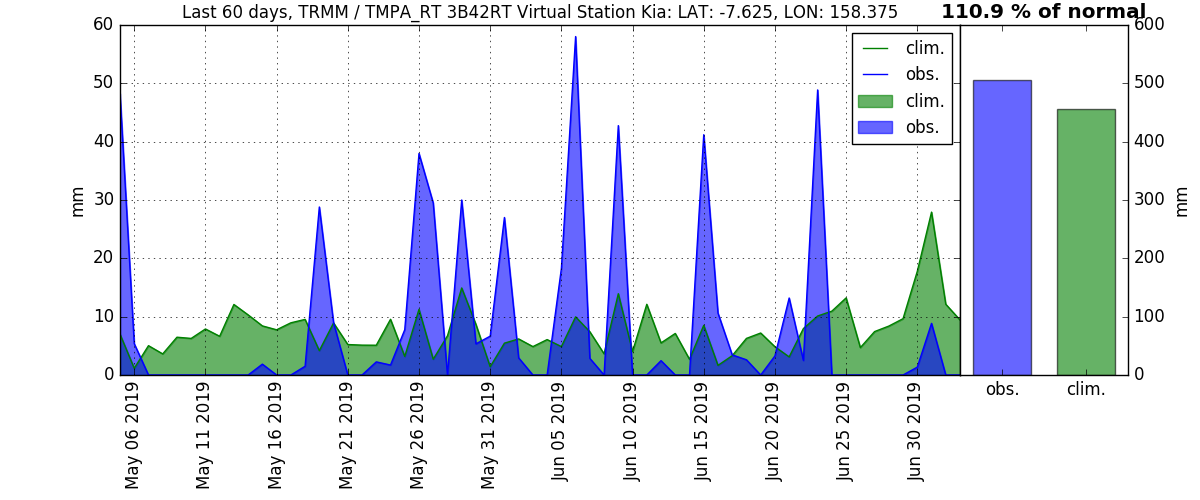 Last 60 days, TRMM / TMPA_RT 3B42RT Virtual Station Kia: LAT: -7.625, LON: 158.375
110.9 % of normal
60
50
40
30
20
10
0
mm
clim.
obs.
clim.
obs.
600
500
400
300
200
100
0
mm
May 06 2019
May 11 2019
May 16 2019
May 21 2019
May 26 2019
May 31 2019
Jun 05 2019
Jun 10 2019
Jun 15 2019
Jun 20 2019
Jun 25 2019
Jun 30 2019
obs.
clim.